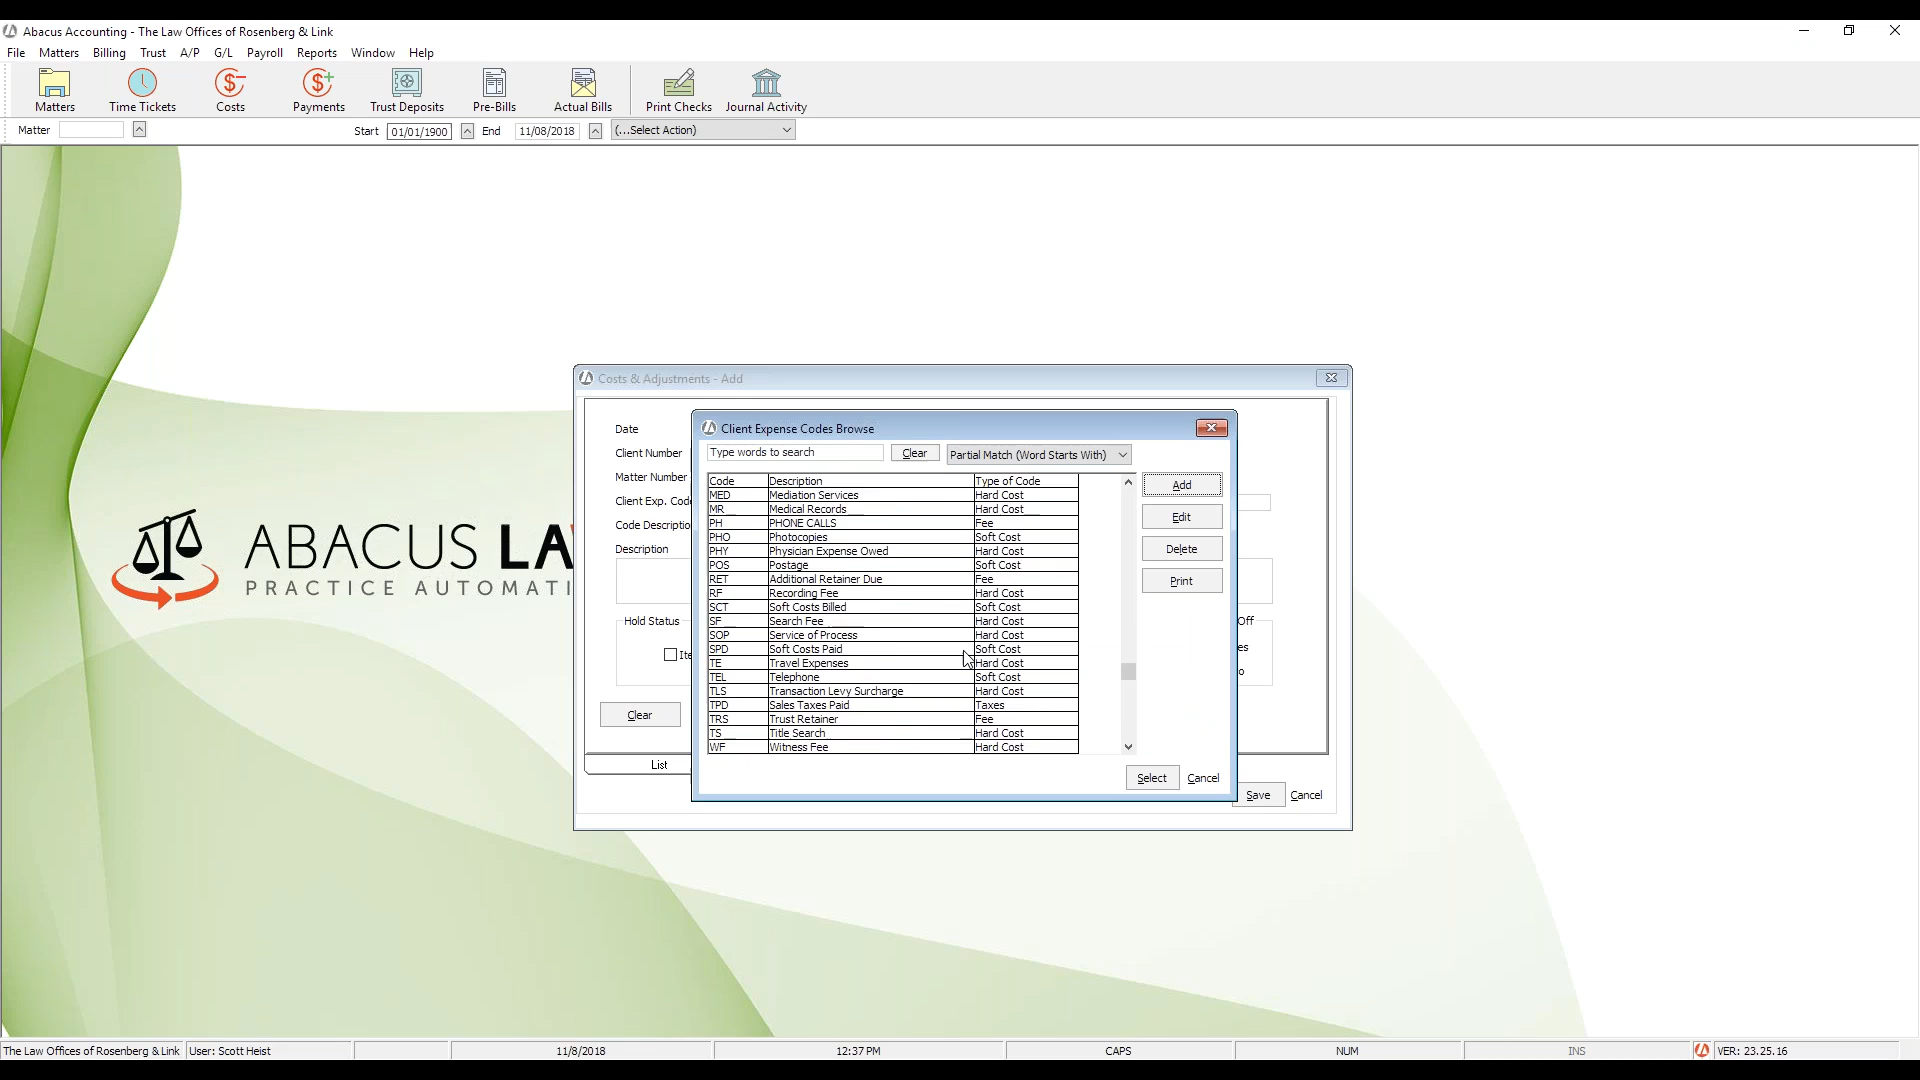 Abacus Accounting - The Law Offices of Rosenberg & Link
File Matters Billing Trust A/P G/L Payroll Reports Window Help
Matters Time Tickets Costs Payments Trust Deposits Pre-Bills Actual Bills Print Checks Journal Activity
Matter Start 01/01/1900 End 11/08/2018 (...Select Action)
ABACUS LA
PRACTICE AUTOMATI
Costs & Adjustments - Add
Date
Client Number
Matter Number
Client Exp. Code
Code Descriptio
Description
Hold Status
Ite
Off
es
o
Clear
List
Save Cancel
Client Expense Codes Browse
Type words to search Clear Partial Match (Word Starts With)
Code Description Type of Code
MED Mediation Services Hard Cost
MR Medical Records Hard Cost
PH PHONE CALLS Fee
PHO Photocopies Soft Cost
PHY Physician Expense Owed Hard Cost
POS Postage Soft Cost
RET Additional Retainer Due Fee
RF Recording Fee Hard Cost
SCT Soft Costs Billed Soft Cost
SF Search Fee Hard Cost
SOP Service of Process Hard Cost
SPD Soft Costs Paid Soft Cost
TE Travel Expenses Hard Cost
TEL Telephone Soft Cost
TLS Transaction Levy Surcharge Hard Cost
TPD Sales Taxes Paid Taxes
TRS Trust Retainer Fee
TS Title Search Hard Cost
WF Witness Fee Hard Cost
Add
Edit
Delete
Print
Select Cancel
The Law Offices of Rosenberg & Link User: Scott Heist 11/8/2018 12:37PM CAPS NUM INS VER: 23.25.16